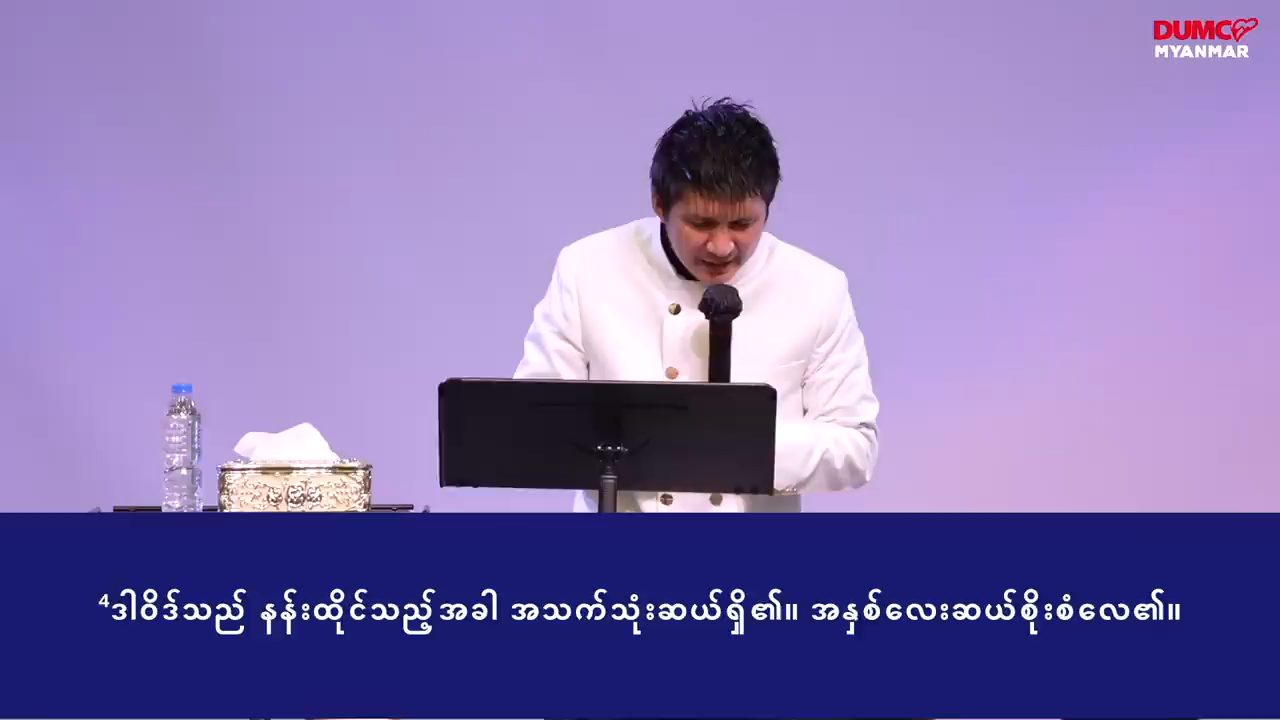 DUMC
MYANMAR
⁴ဒါဝိဒ်သည် နန်းထိုင်သည့်အခါ အသက်သုံးဆယ်ရှိ၏။ အနှစ်လေးဆယ်စိုးစံလေ၏။